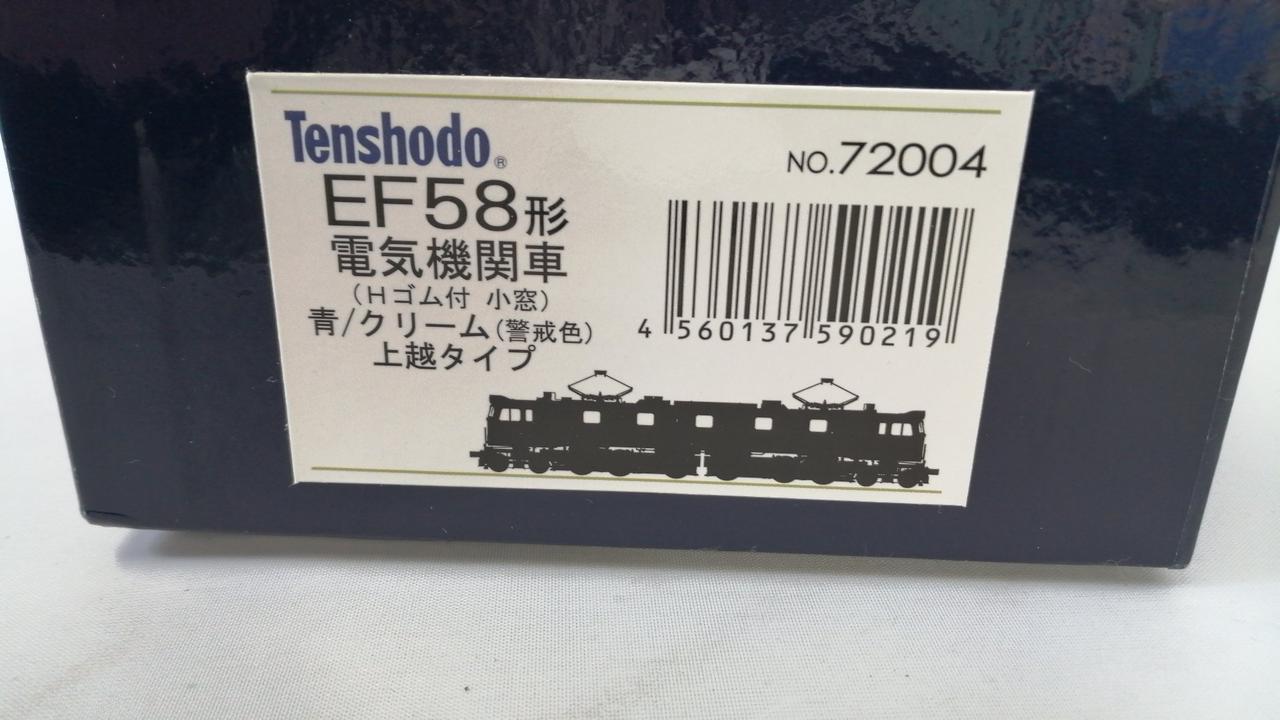 Tenshodo®
NO.72004
EF58形
電気機関車
(Hゴム付 小窓)
青/クリーム(警戒色)
上越タイプ
4 560137 590219